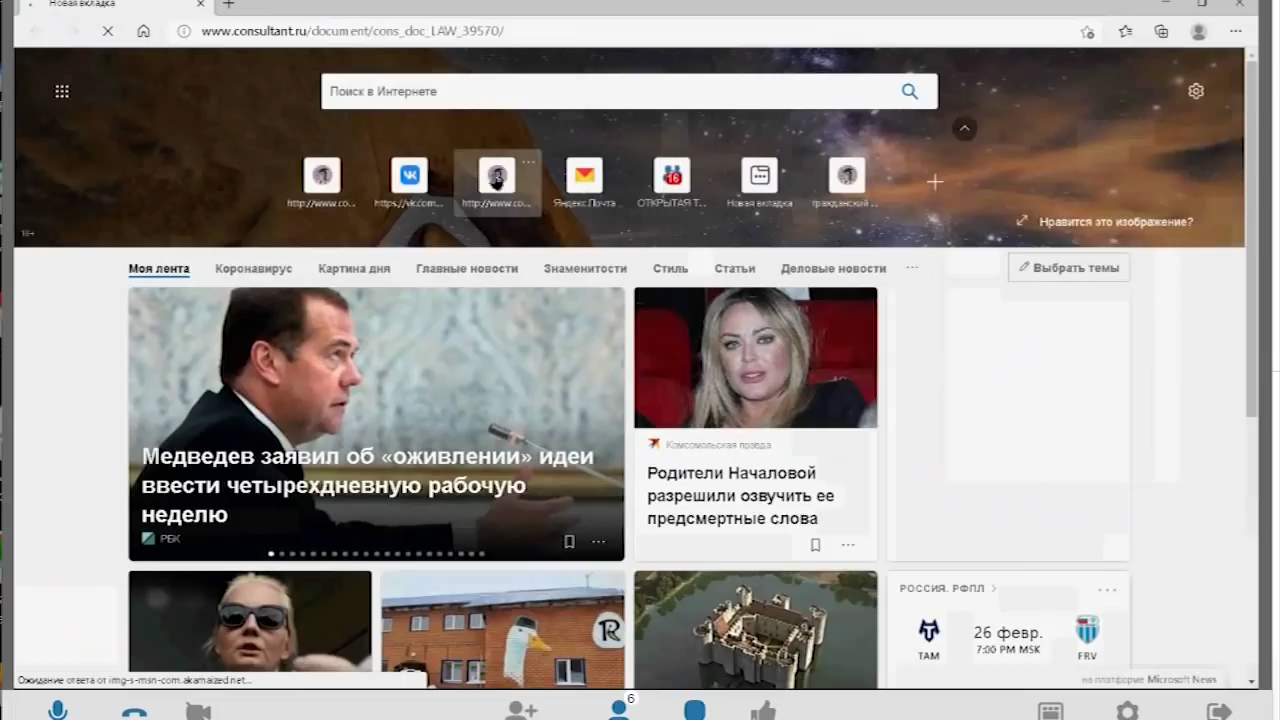 Новая вкладка
www.consultant.ru/document/cons_doc_LAW_39570/
Поиск в Интернете
http://www.co...
https://vk.com...
http://www.co...
Яндекс.Почта
16
ОТКРЫТАЯ Т...
Новая вкладка
гражданский ...
Нравится это изображение?
18+
Моя лента
Коронавирус
Картина дня
Главные новости
Знаменитости
Стиль
Статьи
Деловые новости
Выбрать темы
Медведев заявил об «оживлении» идеи
ввести четырехдневную рабочую
неделю
РБК
Комсомольская правда
Родители Началовой
разрешили озвучить ее
предсмертные слова
R
РОССИЯ. РФПЛ
26 февр.
7:00 PM MSK
TAM
FRV
на платформе Microsoft News
Ожидание ответа от img-s-msn-com.akamaized.net...
6